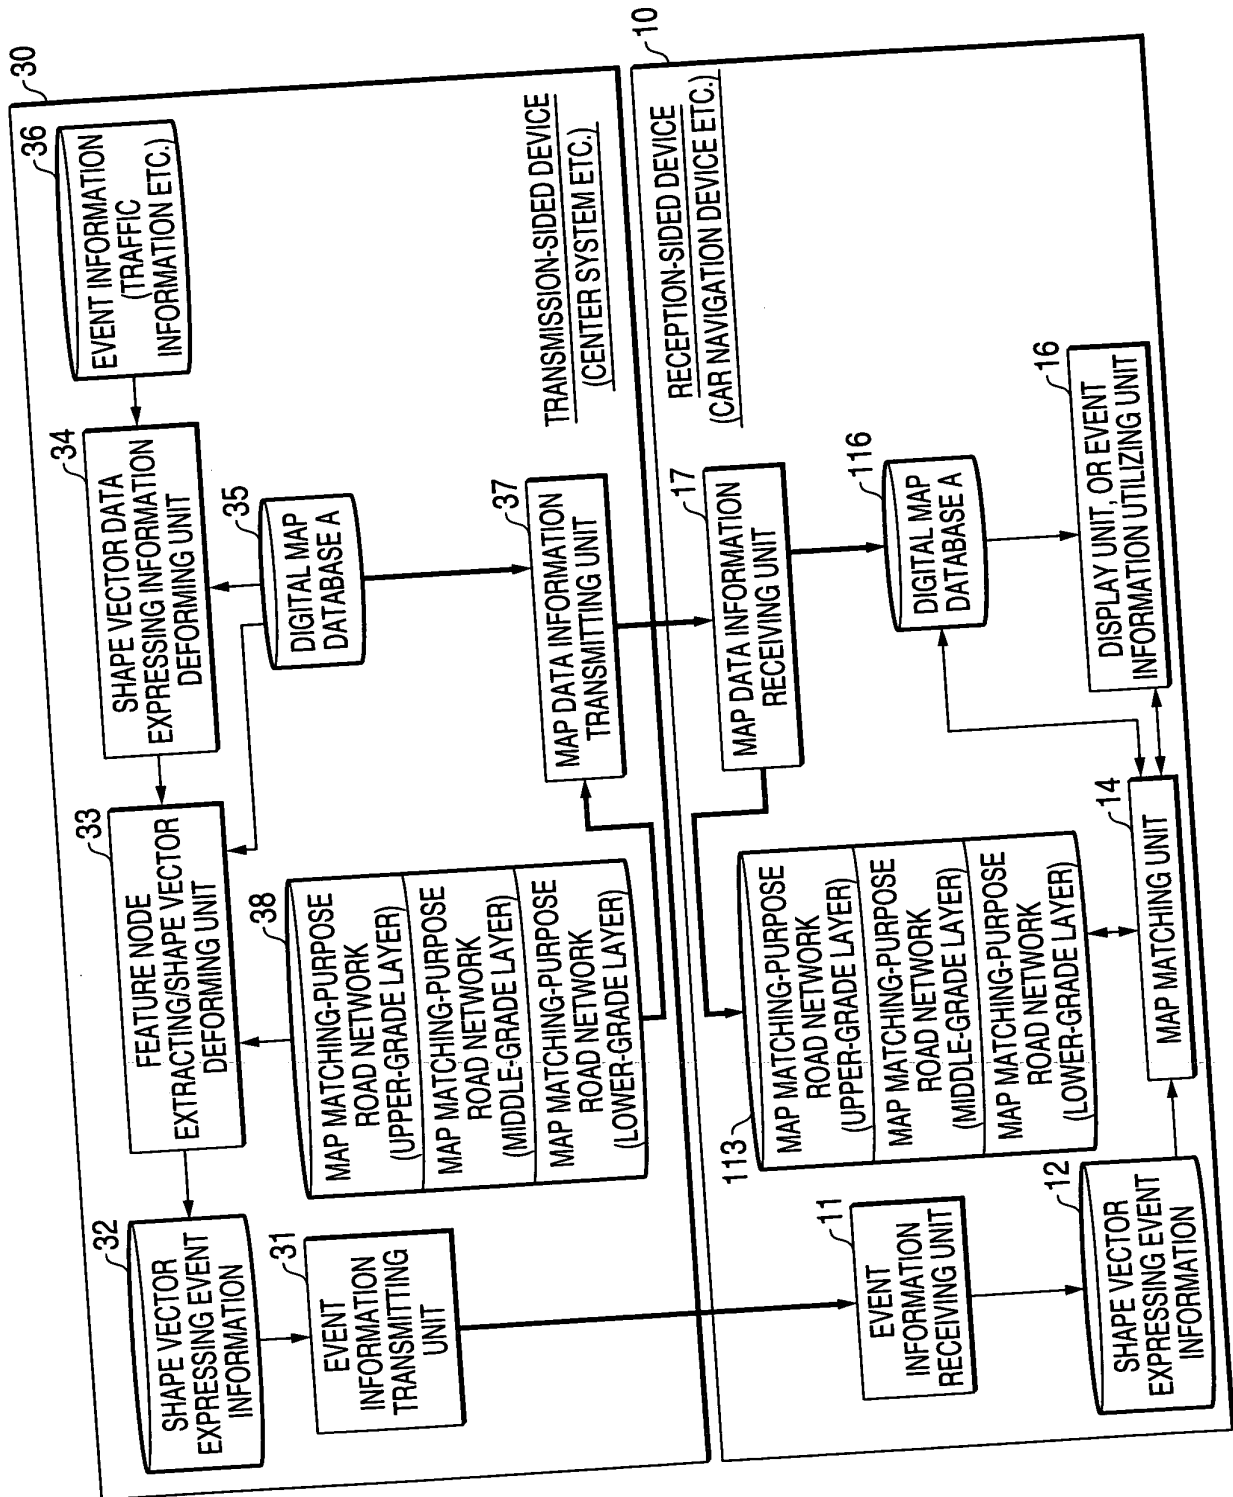 30
36
EVENT INFORMATION
(TRAFFIC
INFORMATION ETC.)
34
SHAPE VECTOR DATA
EXPRESSING INFORMATION
DEFORMING UNIT
33
FEATURE NODE
EXTRACTING/SHAPE VECTOR
DEFORMING UNIT
32
SHAPE VECTOR
EXPRESSING EVENT
INFORMATION
31
EVENT
INFORMATION
TRANSMITTING
UNIT
35
DIGITAL MAP
DATABASE A
38
MAP MATCHING-PURPOSE
ROAD NETWORK
(UPPER-GRADE LAYER)
MAP MATCHING-PURPOSE
ROAD NETWORK
(MIDDLE-GRADE LAYER)
MAP MATCHING-PURPOSE
ROAD NETWORK
(LOWER-GRADE LAYER)
37
MAP DATA INFORMATION
TRANSMITTING UNIT
TRANSMISSION-SIDED DEVICE
(CENTER SYSTEM ETC.)
10
RECEPTION-SIDED DEVICE
(CAR NAVIGATION DEVICE ETC.)
17
MAP DATA INFORMATION
RECEIVING UNIT
116
DIGITAL MAP
DATABASE A
113
MAP MATCHING-PURPOSE
ROAD NETWORK
(UPPER-GRADE LAYER)
MAP MATCHING-PURPOSE
ROAD NETWORK
(MIDDLE-GRADE LAYER)
MAP MATCHING-PURPOSE
ROAD NETWORK
(LOWER-GRADE LAYER)
11
EVENT
INFORMATION
RECEIVING UNIT
12
SHAPE VECTOR
EXPRESSING EVENT
INFORMATION
14
MAP MATCHING UNIT
16
DISPLAY UNIT, OR EVENT
INFORMATION UTILIZING UNIT